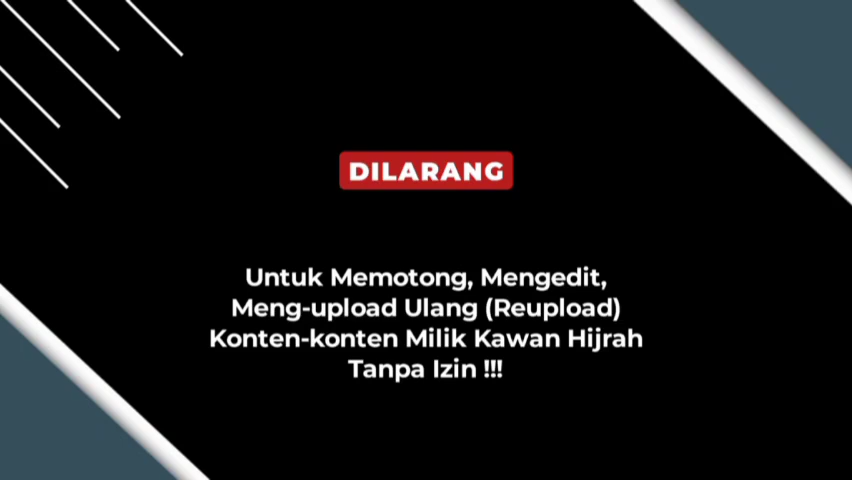 DILARANG
Untuk Memotong, Mengedit,
Meng-upload Ulang (Reupload)
Konten-konten Milik Kawan Hijrah
Tanpa Izin !!!